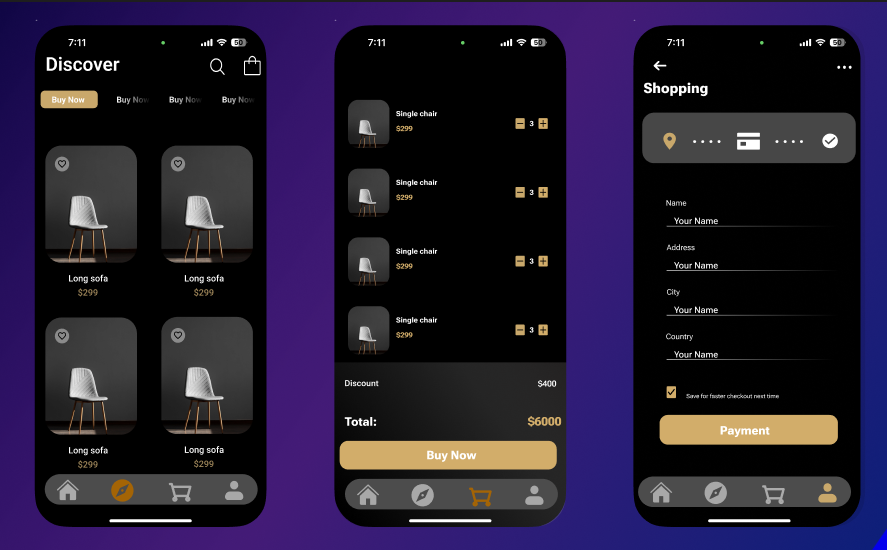 7:11
50
Discover
Buy Now Buy Now Buy Now Buy Now
Long sofa Long sofa
$299 $299
Long sofa Long sofa
$299 $299
7:11
50
Single chair
$299
3
Single chair
$299
3
Single chair
$299
3
Single chair
$299
3
Discount $400
Total: $6000
Buy Now
7:11
50
Shopping
Name
Your Name
Address
Your Name
City
Your Name
Country
Your Name
Save for faster checkout next time
Payment